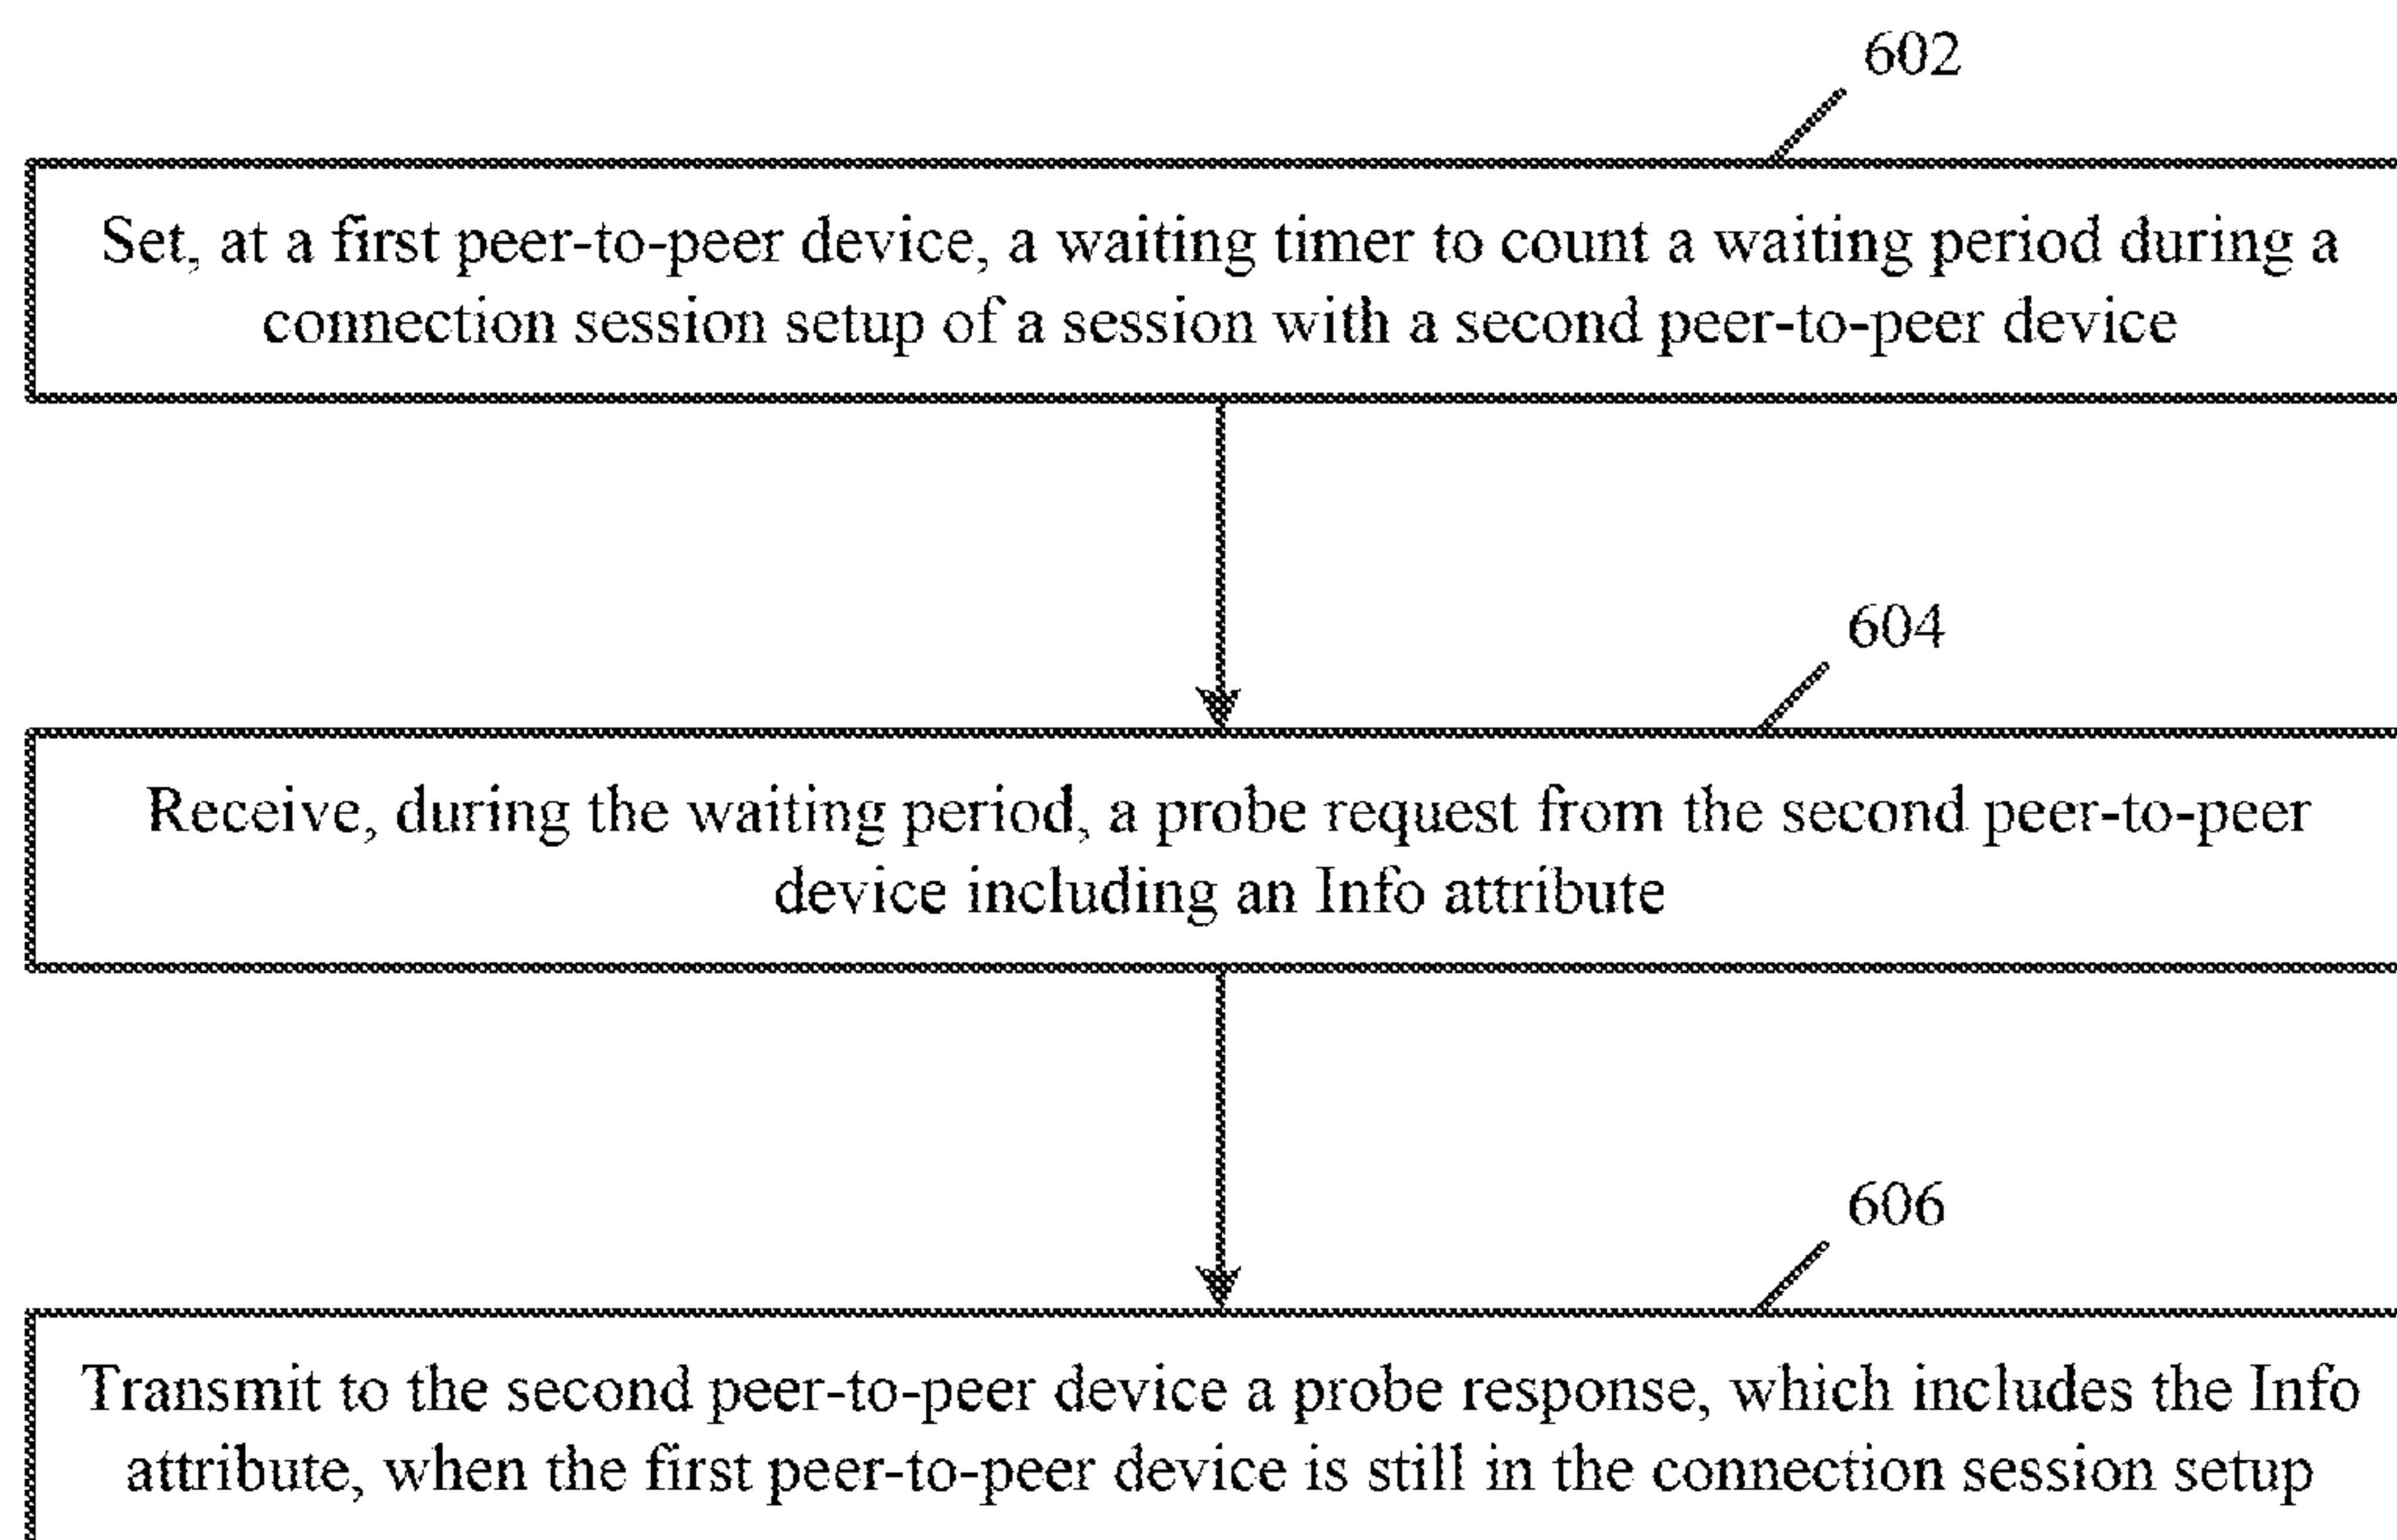 602
Set, at a first peer-to-peer device, a waiting timer to count a waiting period during a
connection session setup of a session with a second peer-to-peer device
604
Receive, during the waiting period, a probe request from the second peer-to-peer
device including an Info attribute
606
Transmit to the second peer-to-peer device a probe response, which includes the Info
attribute, when the first peer-to-peer device is still in the connection session setup